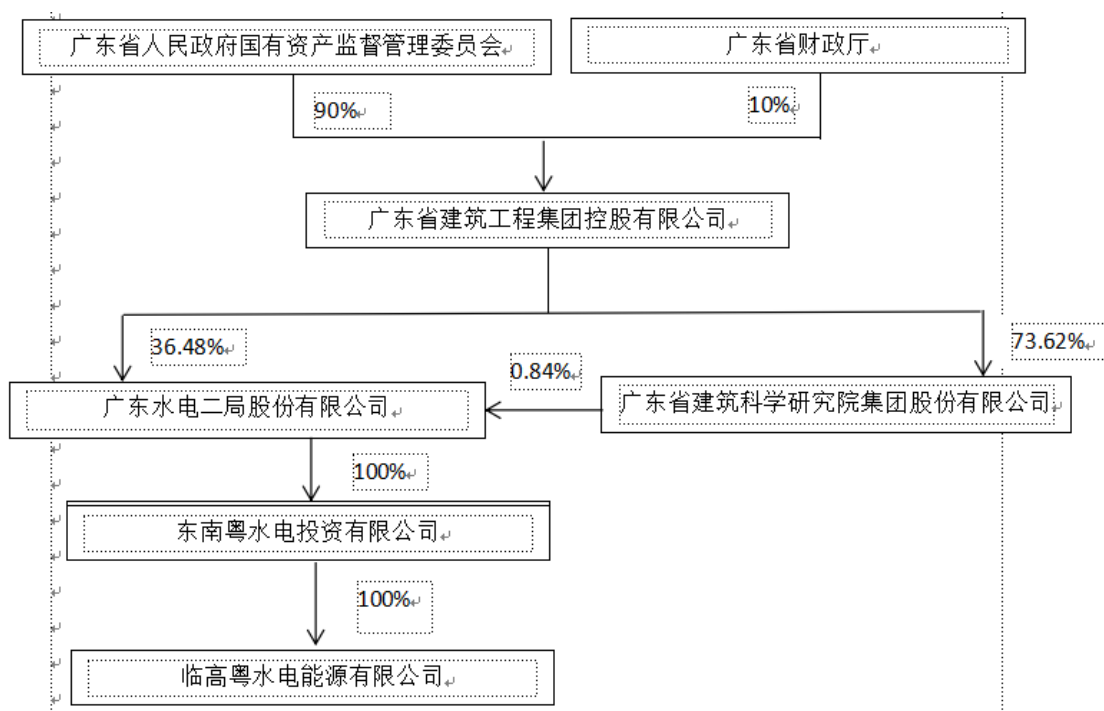 广东省人民政府国有资产监督管理委员会
广东省财政厅
90%
10%
广东省建筑工程集团控股有限公司
36.48%
73.62%
0.84%
广东水电二局股份有限公司
广东省建筑科学研究院集团股份有限公司
100%
东南粤水电投资有限公司
100%
临高粤水电能源有限公司